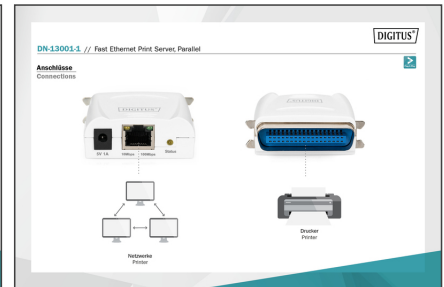 DIGITUS®
DN-13001-1 // Fast Ethernet Print Server, Parallel
Anschlüsse
Connections
5V 1A
10Mbps
100Mbps
Status
Netzwerke
Printer
Drucker
Printer